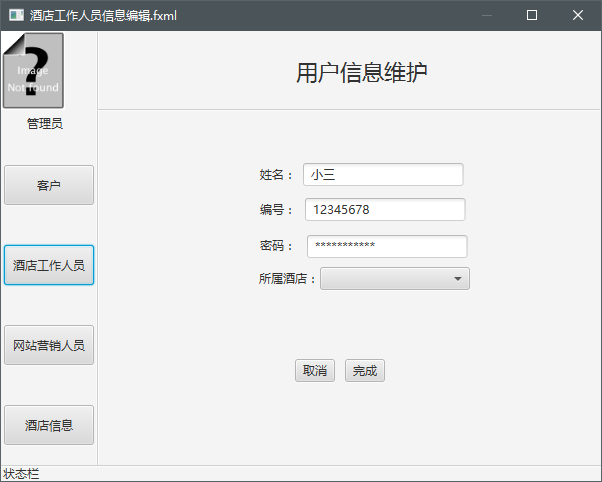 酒店工作人员信息编辑.fxml
Image
Not found
管理员
客户
酒店工作人员
网站营销人员
酒店信息
用户信息维护
姓名： 小三
编号： 12345678
密码： ***********
所属酒店：
取消 完成
状态栏